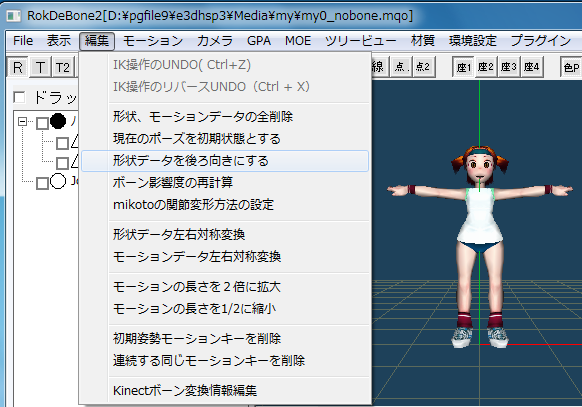 RokDeBone2[D:¥pgfile9¥e3dhsp3¥Media¥my¥my0_nobone.mqo]
File 表示 編集 モーション カメラ GPA MOE ツリービュー 材質 環境設定 プラグイン
R T T2 線 点. 点2 座1 座2 座3 座4 色P
ドラッ
IK操作のUNDO( Ctrl+Z)
IK操作のリバースUNDO（Ctrl + X）
形状、モーションデータの全削除
現在のポーズを初期状態とする
形状データを後ろ向きにする
ボーン影響度の再計算
mikotoの関節変形方法の設定
形状データ左右対称変換
モーションデータ左右対称変換
モーションの長さを２倍に拡大
モーションの長さを1/2に縮小
初期姿勢モーションキーを削除
連続する同じモーションキーを削除
Kinectボーン変換情報編集